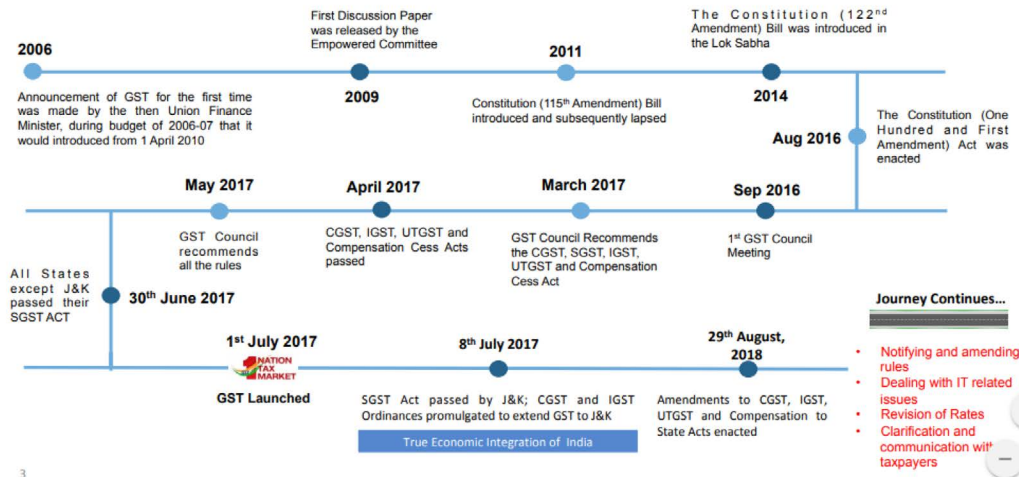 2006
Announcement of GST for the first time
was made by the then Union Finance
Minister, during budget of 2006-07 that it
would introduced from 1 April 2010
First Discussion Paper
was released by the
Empowered Committee
2009
2011
Constitution (115th Amendment) Bill
introduced and subsequently lapsed
The Constitution (122nd
Amendment) Bill was introduced in
the Lok Sabha
2014
Aug 2016
The Constitution (One
Hundred and First
Amendment) Act was
enacted
Sep 2016
1st GST Council
Meeting
March 2017
GST Council Recommends
the CGST, SGST, IGST,
UTGST and Compensation
Cess Act
April 2017
CGST, IGST, UTGST and
Compensation Cess Acts
passed
May 2017
GST Council
recommends
all the rules
All States
except J&K
passed their
SGST ACT
30th June 2017
1st July 2017
1 NATION
TAX
MARKET
GST Launched
8th July 2017
SGST Act passed by J&K; CGST and IGST
Ordinances promulgated to extend GST to J&K
True Economic Integration of India
29th August,
2018
Amendments to CGST, IGST,
UTGST and Compensation to
State Acts enacted
Journey Continues...
• Notifying and amending
rules
• Dealing with IT related
issues
• Revision of Rates
• Clarification and
communication with
taxpayers
3